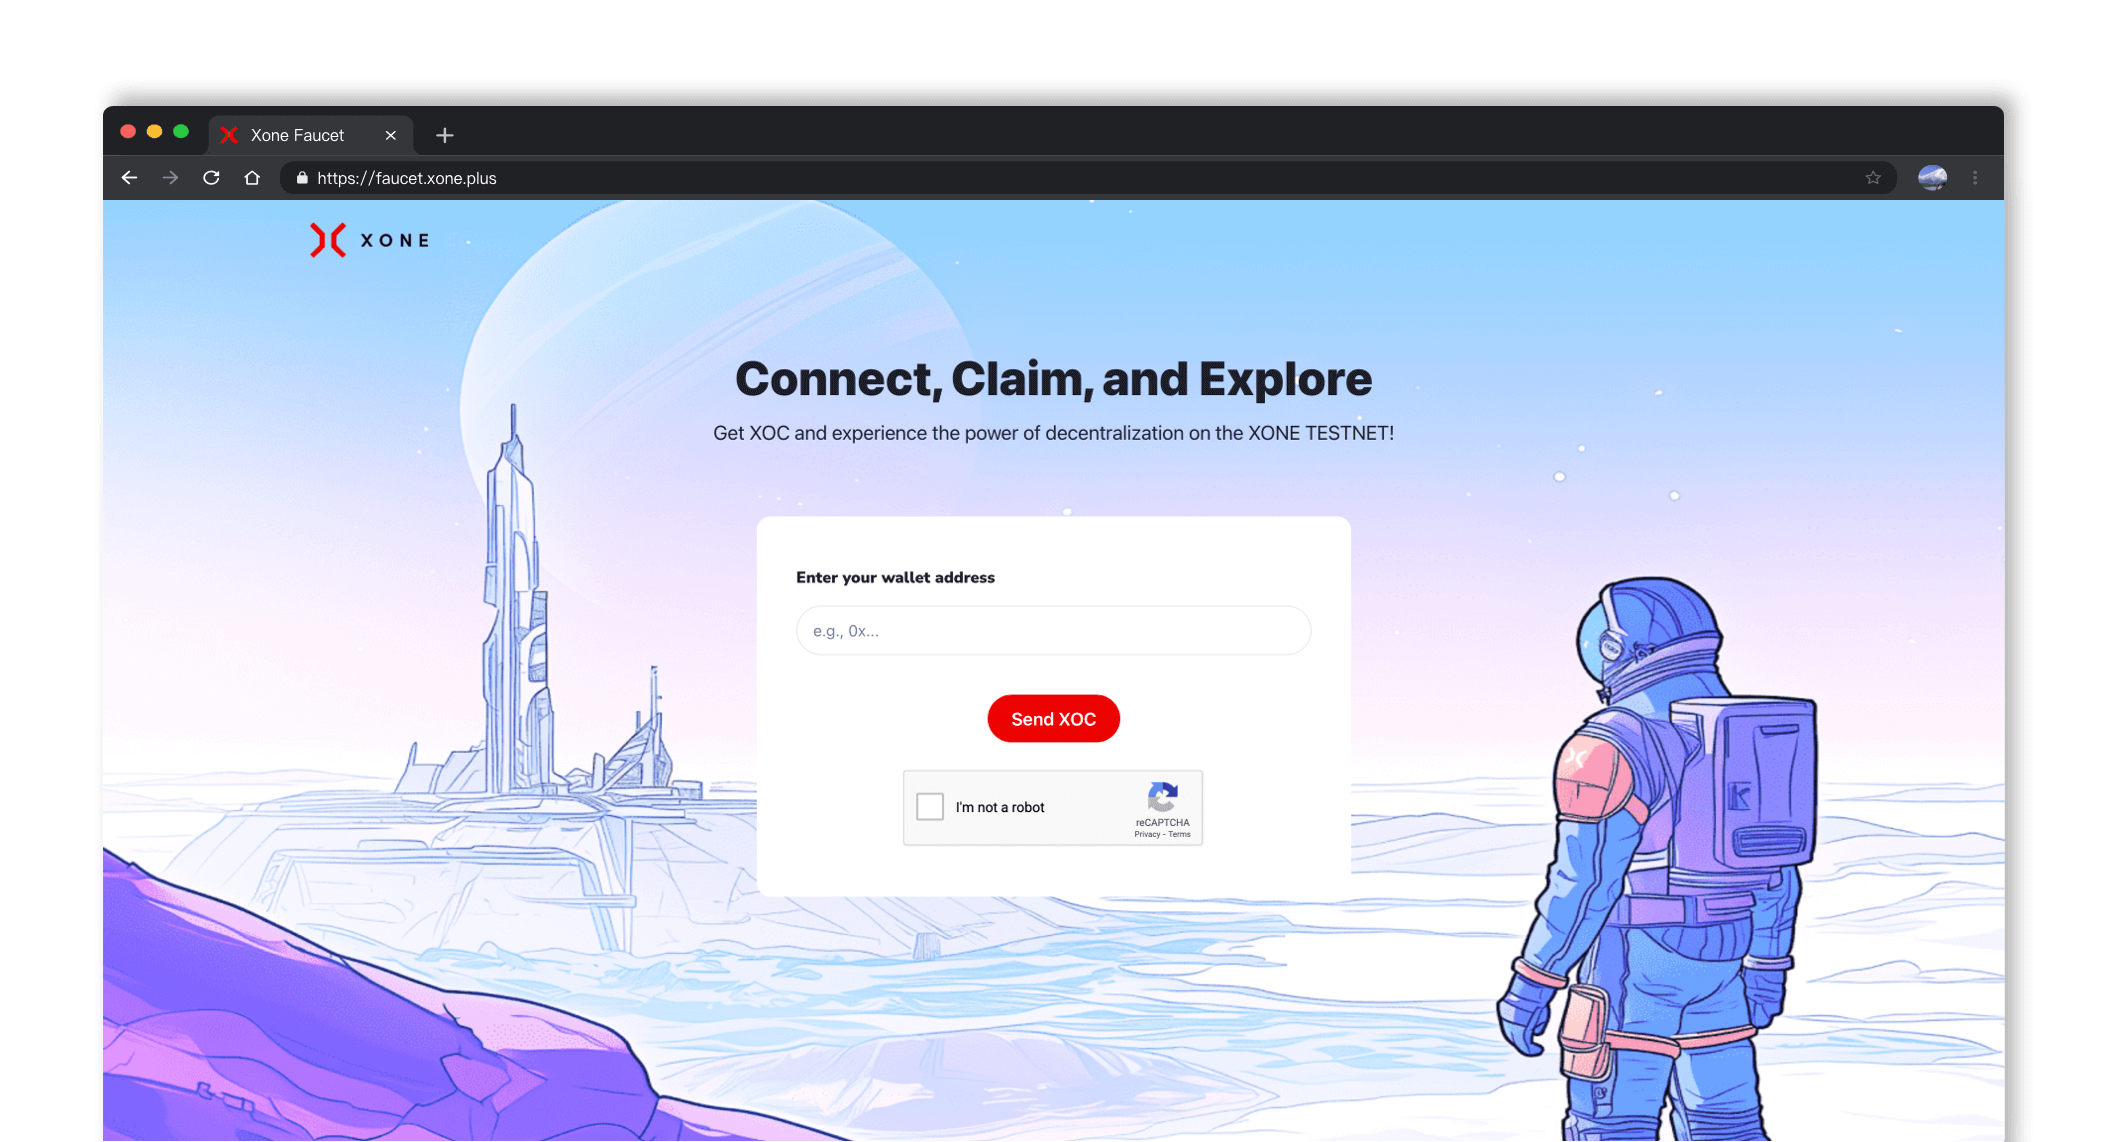 Xone Faucet
https://faucet.xone.plus
XONE
Connect, Claim, and Explore
Get XOC and experience the power of decentralization on the XONE TESTNET!
Enter your wallet address
e.g., 0x...
Send XOC
I'm not a robot
reCAPTCHA
Privacy - Terms